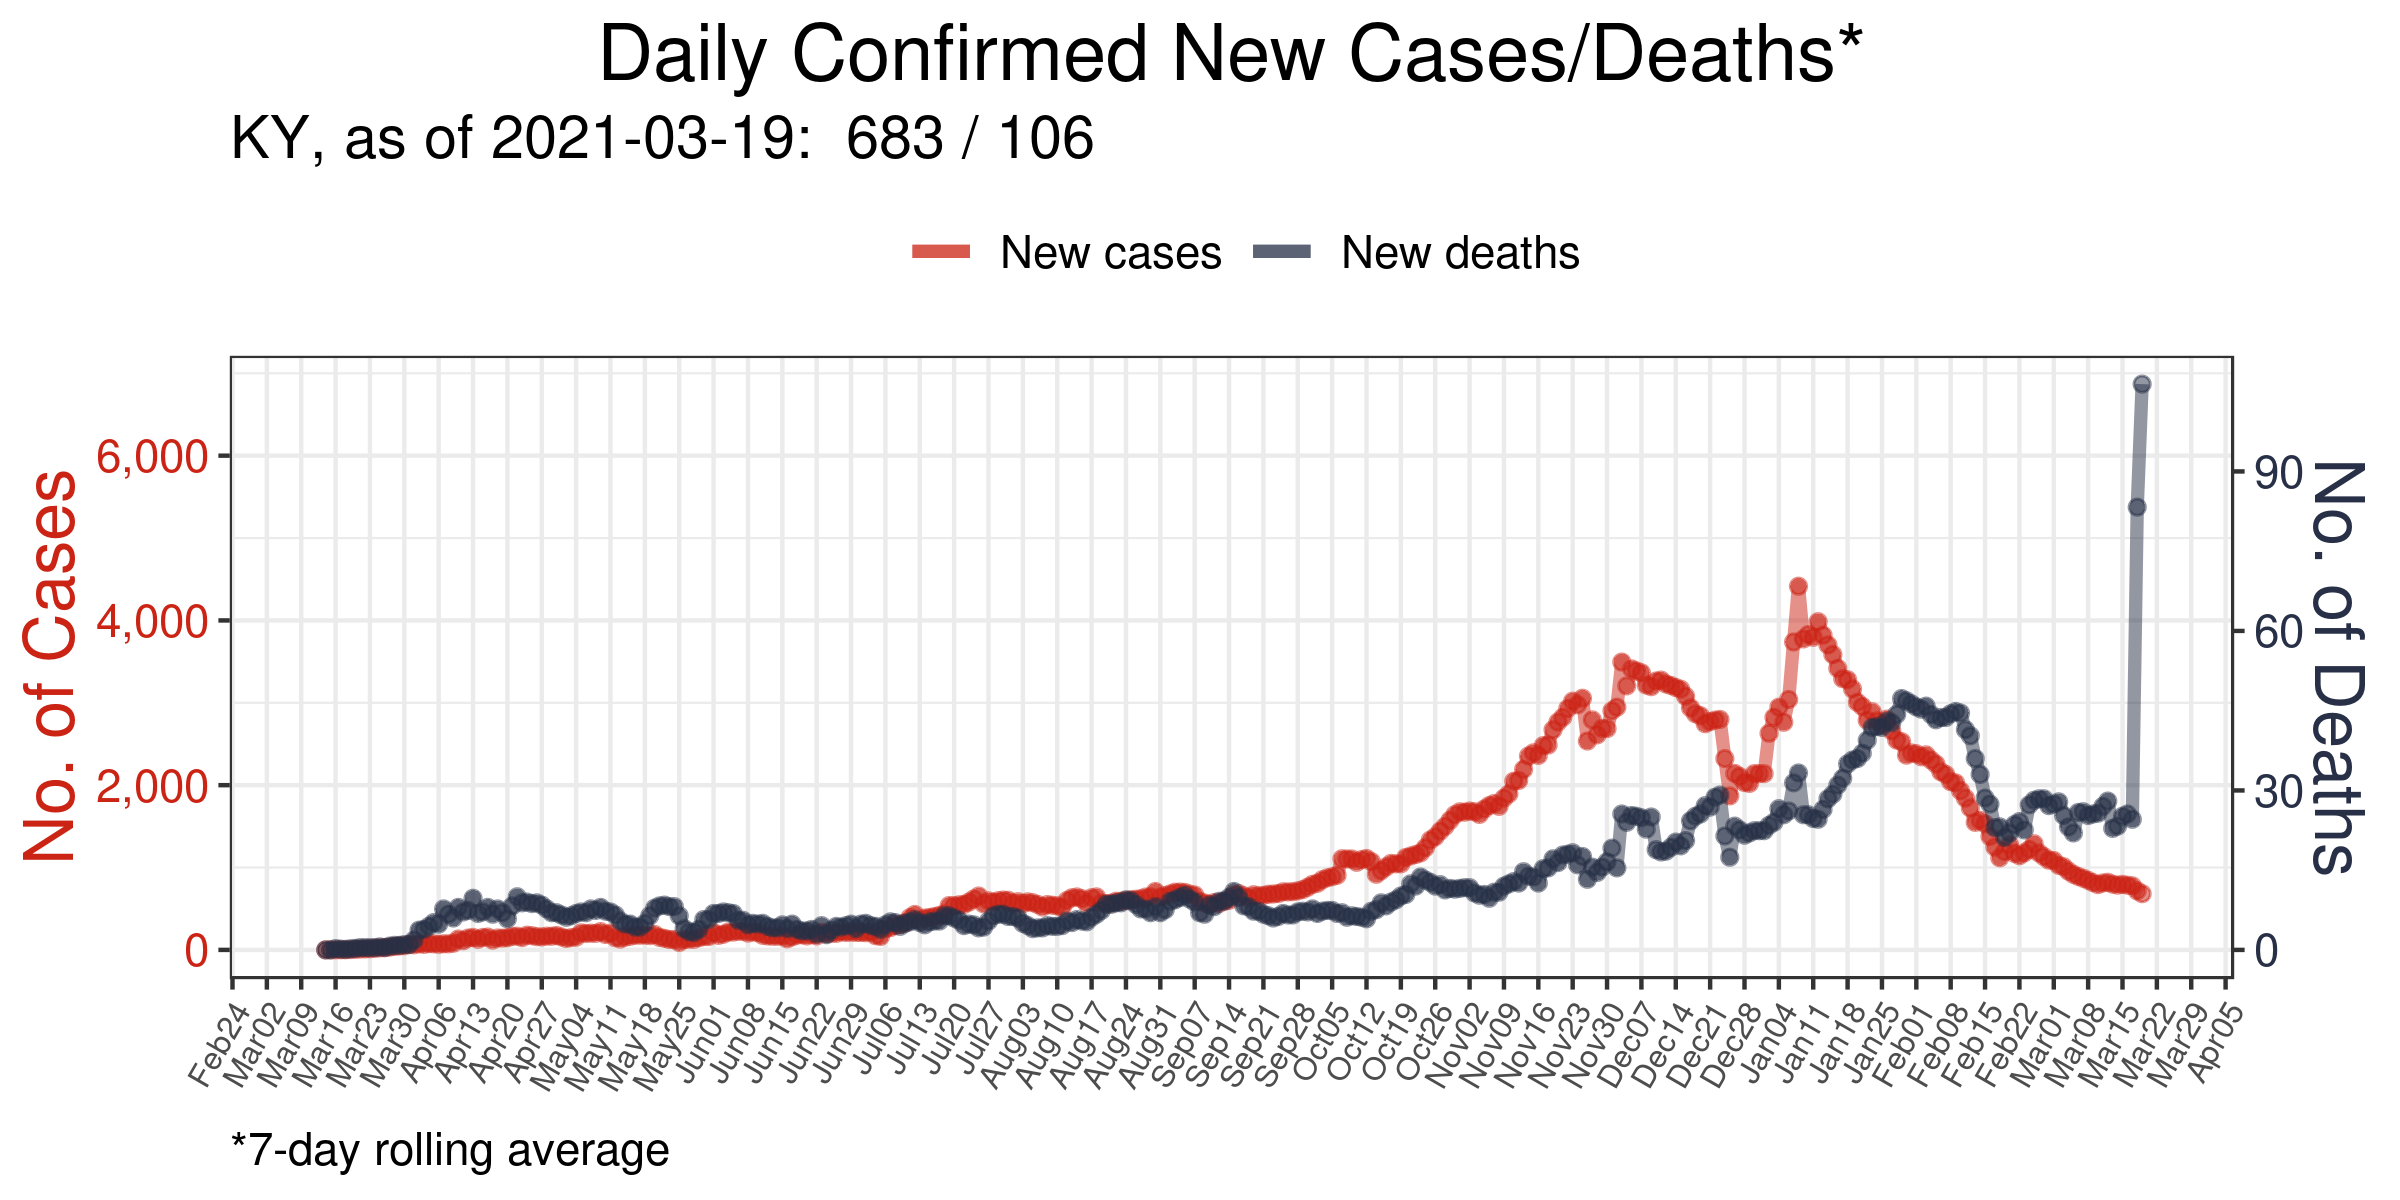 Daily Confirmed New Cases/Deaths*
KY, as of 2021-03-19:  683 / 106
New cases
New deaths
No. of Cases
6,000
4,000
2,000
0
90
60
30
0
No. of Deaths
Feb24
Mar02
Mar09
Mar16
Mar23
Mar30
Apr06
Apr13
Apr20
Apr27
May04
May11
May18
May25
Jun01
Jun08
Jun15
Jun22
Jun29
Jul06
Jul13
Jul20
Jul27
Aug03
Aug10
Aug17
Aug24
Aug31
Sep07
Sep14
Sep21
Sep28
Oct05
Oct12
Oct19
Oct26
Nov02
Nov09
Nov16
Nov23
Nov30
Dec07
Dec14
Dec21
Dec28
Jan04
Jan11
Jan18
Jan25
Feb01
Feb08
Feb15
Feb22
Mar01
Mar08
Mar15
Mar22
Mar29
Apr05
*7-day rolling average